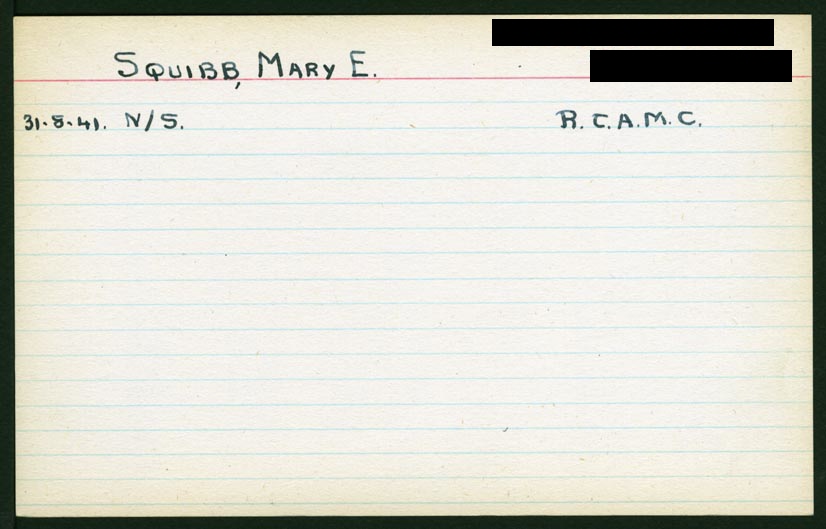 SQUIBB, MARY E.
31-8-41. N/S. R.C.A.M.C.